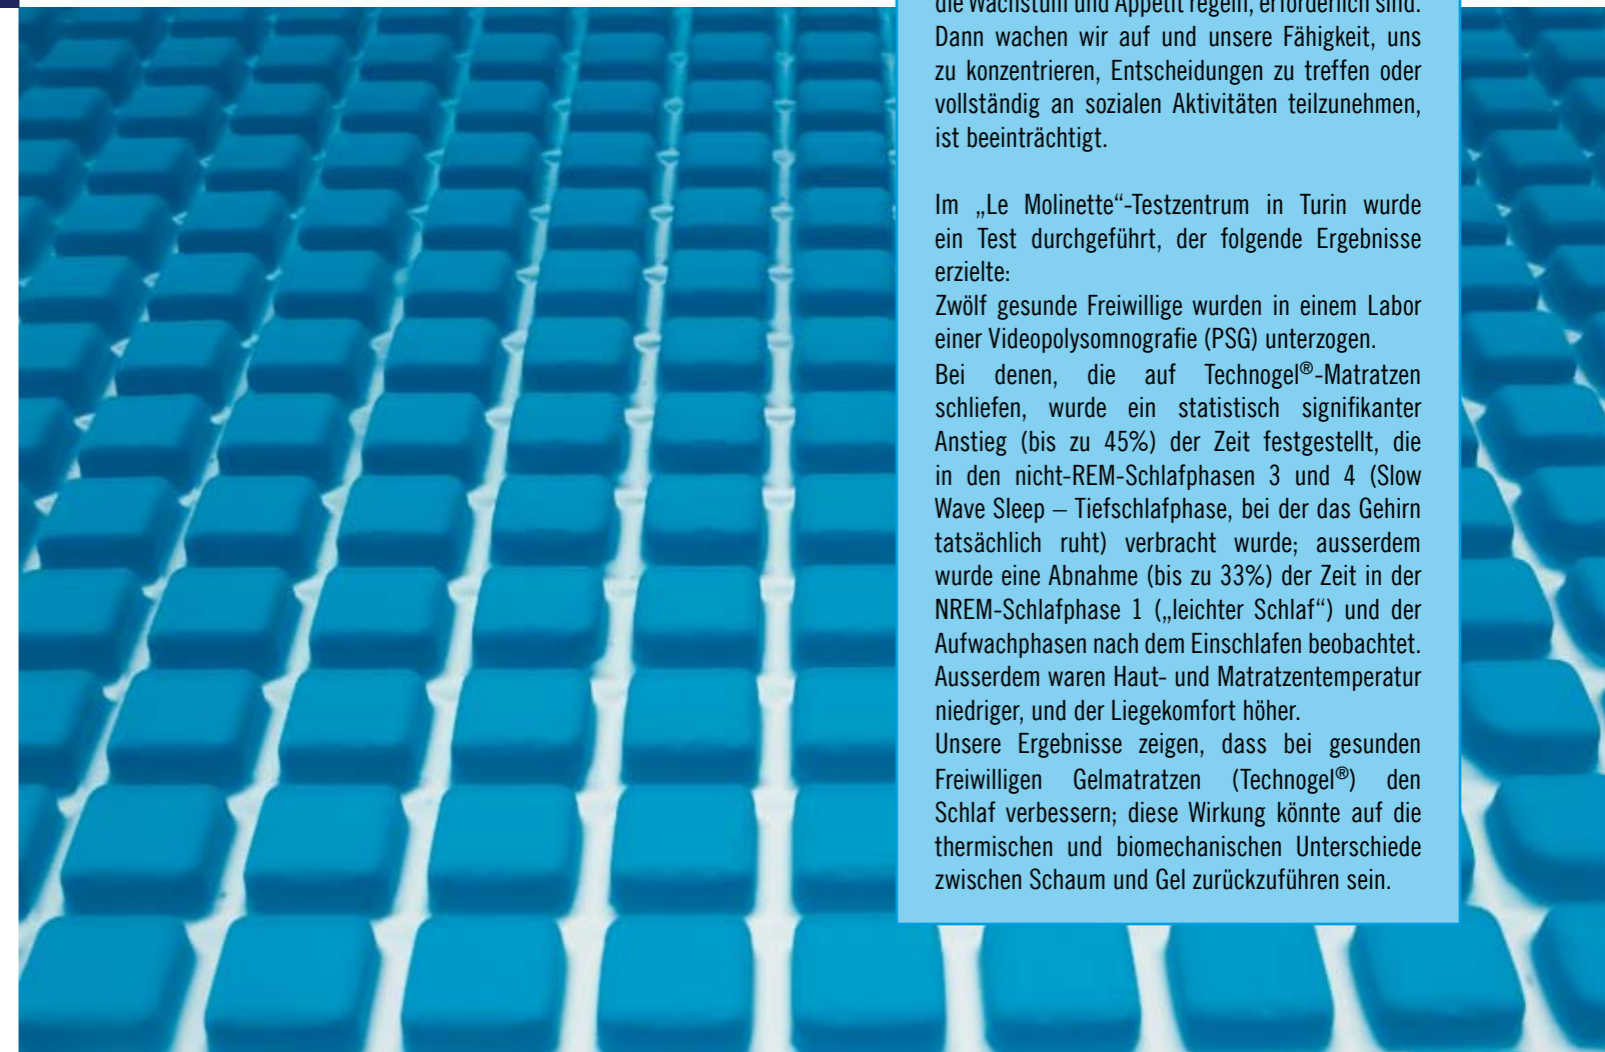 die Wachstum und Appetit regeln, erforderlich sind.
Dann wachen wir auf und unsere Fähigkeit, uns
zu konzentrieren, Entscheidungen zu treffen oder
vollständig an sozialen Aktivitäten teilzunehmen,
ist beeinträchtigt.
Im „Le Molinette“-Testzentrum in Turin wurde
ein Test durchgeführt, der folgende Ergebnisse
erzielte:
Zwölf gesunde Freiwillige wurden in einem Labor
einer Videopolysomnografie (PSG) unterzogen.
Bei denen, die auf Technogel®-Matratzen
schliefen, wurde ein statistisch signifikanter
Anstieg (bis zu 45%) der Zeit festgestellt, die
in den nicht-REM-Schlafphasen 3 und 4 (Slow
Wave Sleep – Tiefschlafphase, bei der das Gehirn
tatsächlich ruht) verbracht wurde; ausserdem
wurde eine Abnahme (bis zu 33%) der Zeit in der
NREM-Schlafphase 1 („leichter Schlaf“) und der
Aufwachphasen nach dem Einschlafen beobachtet.
Ausserdem waren Haut- und Matratzentemperatur
niedriger, und der Liegekomfort höher.
Unsere Ergebnisse zeigen, dass bei gesunden
Freiwilligen Gelmatratzen (Technogel®) den
Schlaf verbessern; diese Wirkung könnte auf die
thermischen und biomechanischen Unterschiede
zwischen Schaum und Gel zurückzuführen sein.